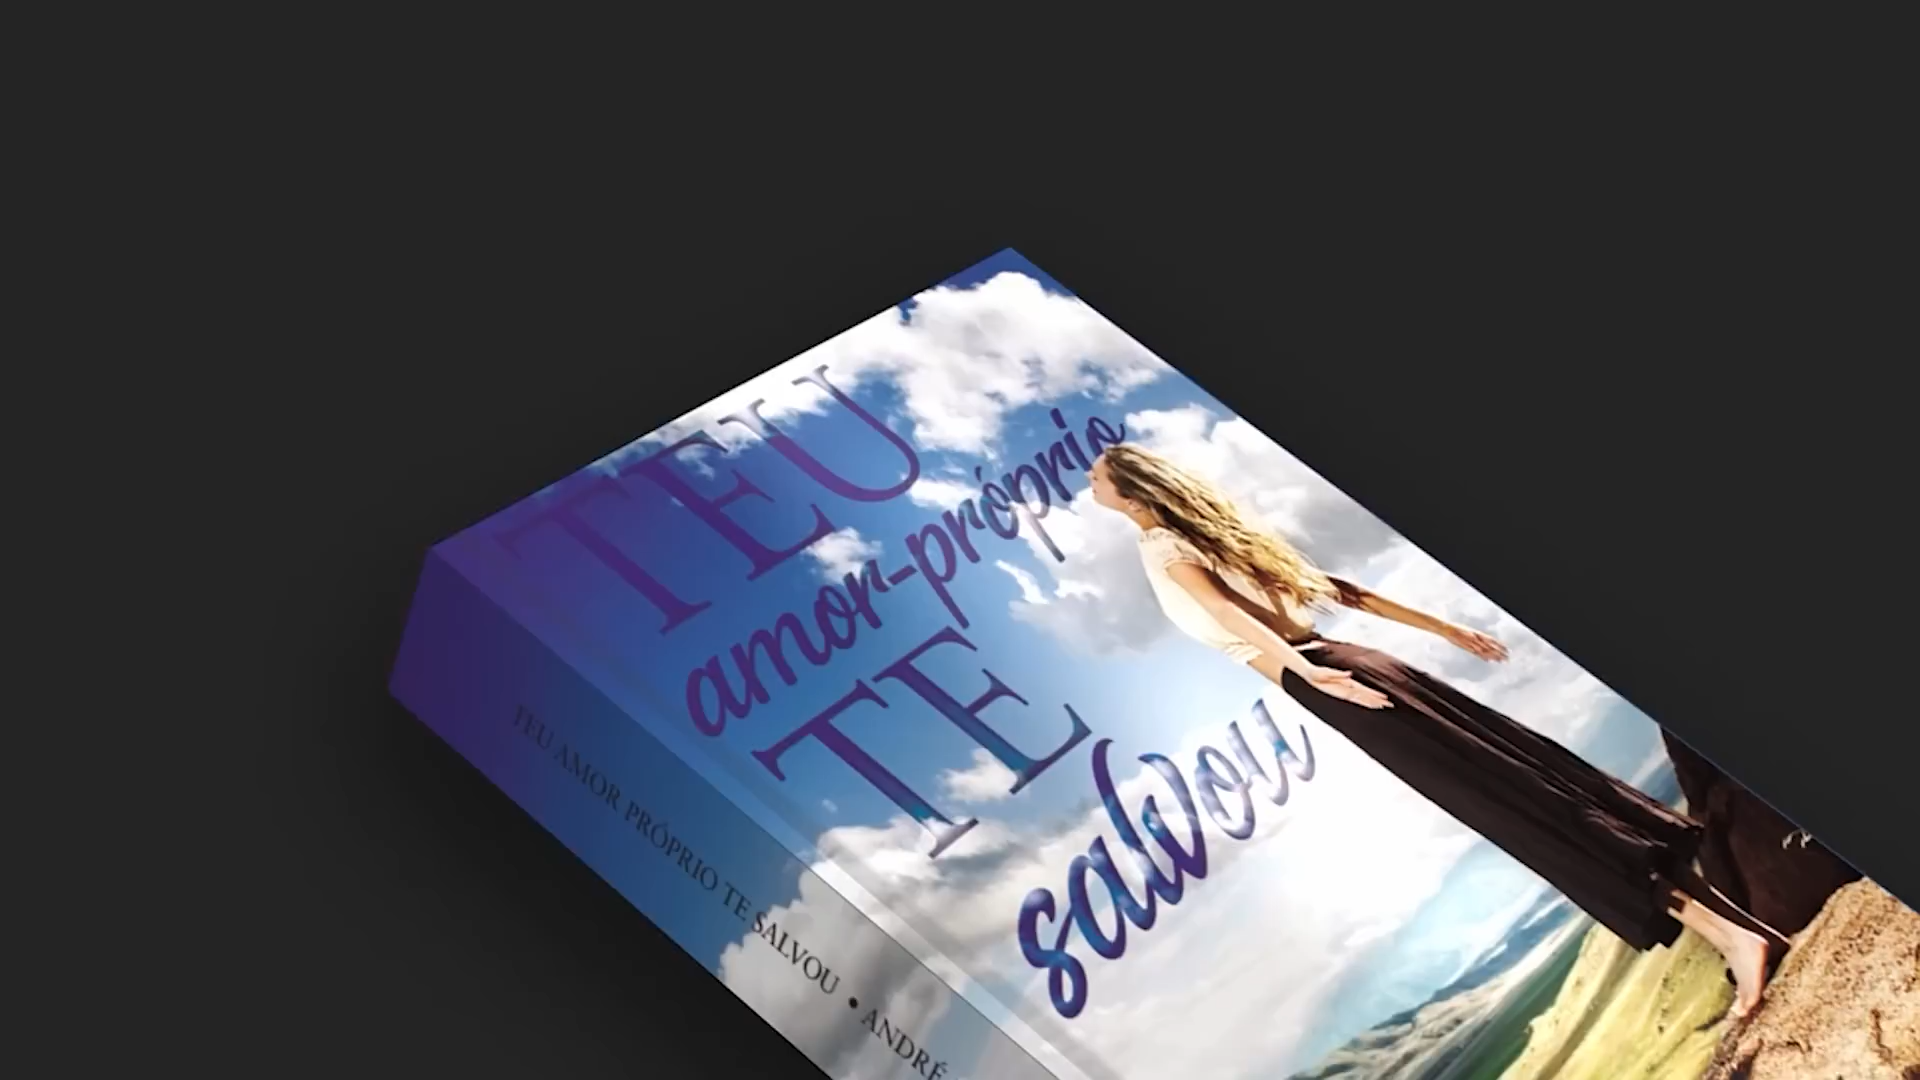 TEU
amor-próprio
TE
salvou
TEU AMOR PRÓPRIO TE SALVOU • ANDRÉ